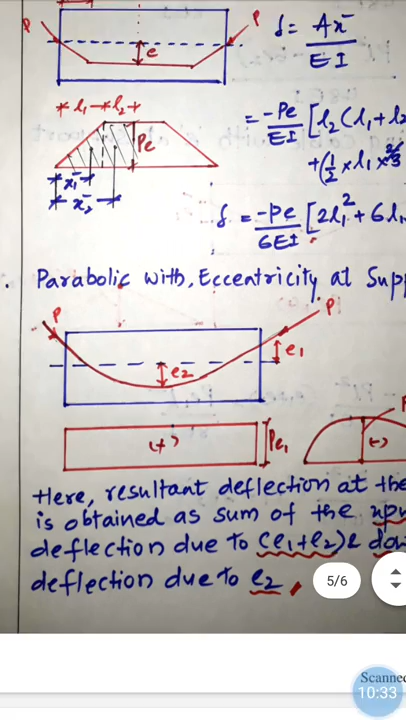 P P
e
δ = Ax̄ / EI
* l₁ * l₂ +
Pe
x̄₁
x̄₂
= -Pe/EI [l₂(l₁+l₂
+(½ × l₁ × 2/3
δ = -Pe/6EI [2l₁² + 6l₁
Parabolic with, Eccentricity at Sup
P P
e₂ e₁
(+) Pe₁ (-)
Here, resultant deflection at the
is obtained as sum of the upw
deflection due to (e₁+e₂) & do
deflection due to e₂.
5/6
Scanned
10:33